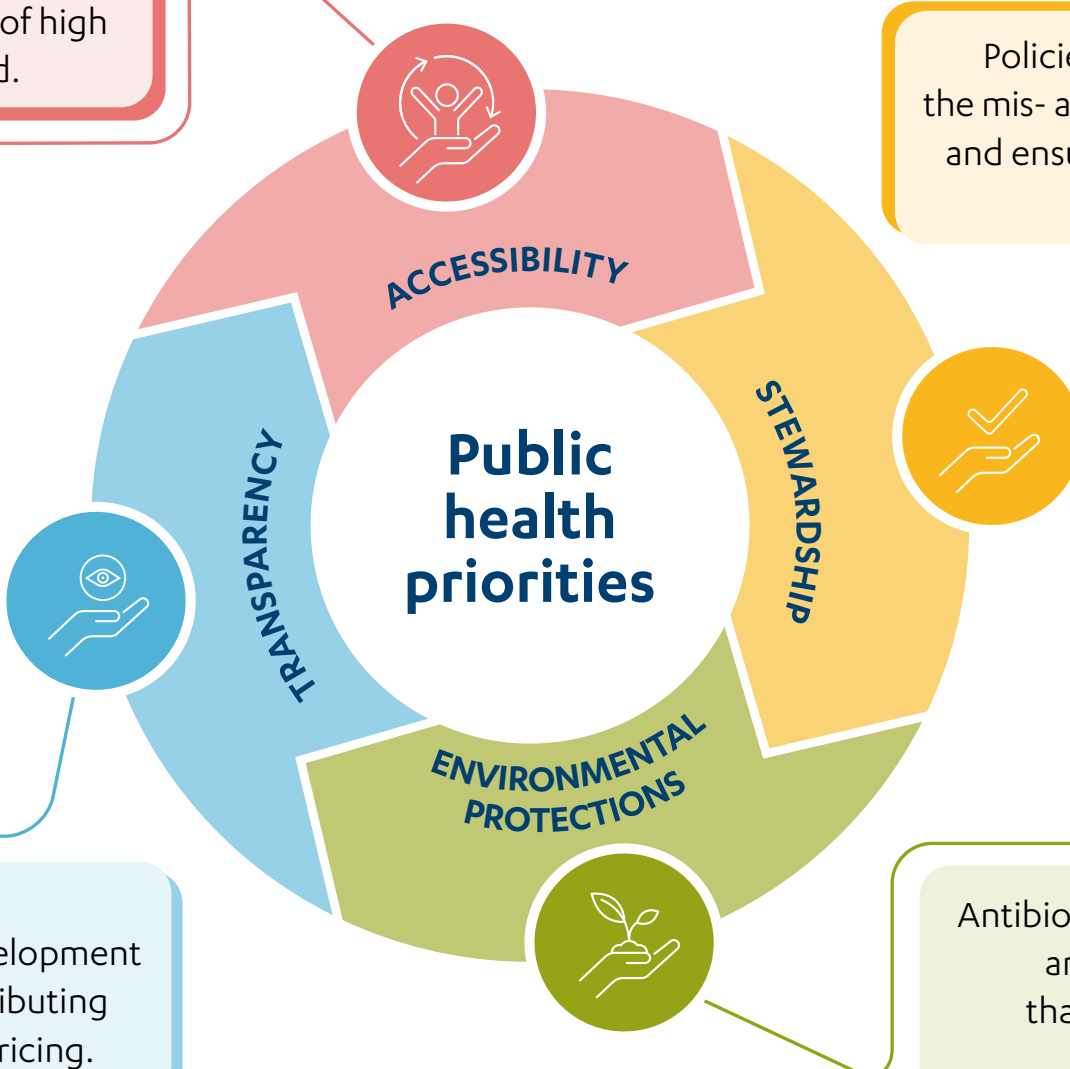 of high
d.
Policie
the mis- a
and ensu
ACCESSIBILITY
STEWARDSHIP
TRANSPARENCY
Public
health
priorities
ENVIRONMENTAL
PROTECTIONS
elopment
ibuting
ricing.
Antibio
ar
tha